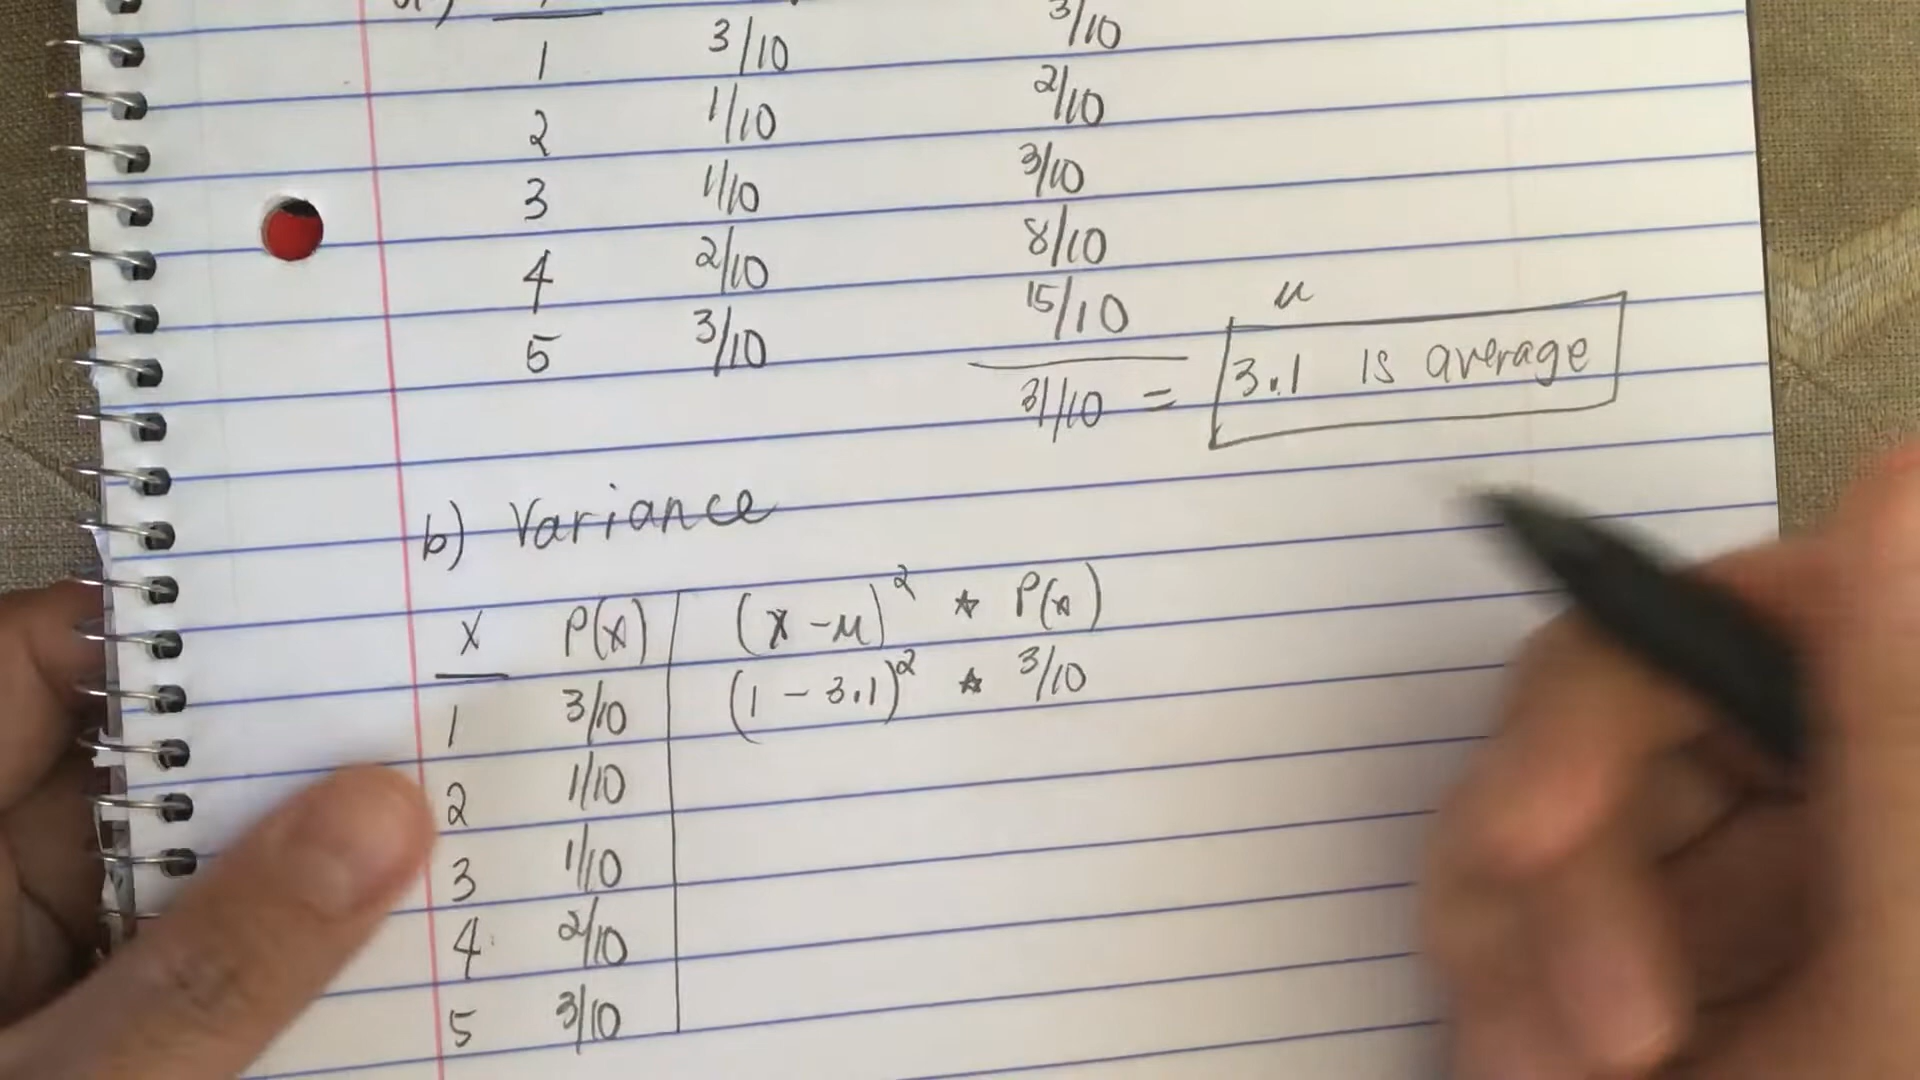 1 3/10 3/10
2 1/10 2/10
3 1/10 3/10
4 2/10 8/10
5 3/10 15/10 μ
31/10 = 3.1 is average
b) Variance
x P(x) (x - μ)² * P(x)
1 3/10 (1 - 3.1)² * 3/10
2 1/10
3 1/10
4 2/10
5 3/10